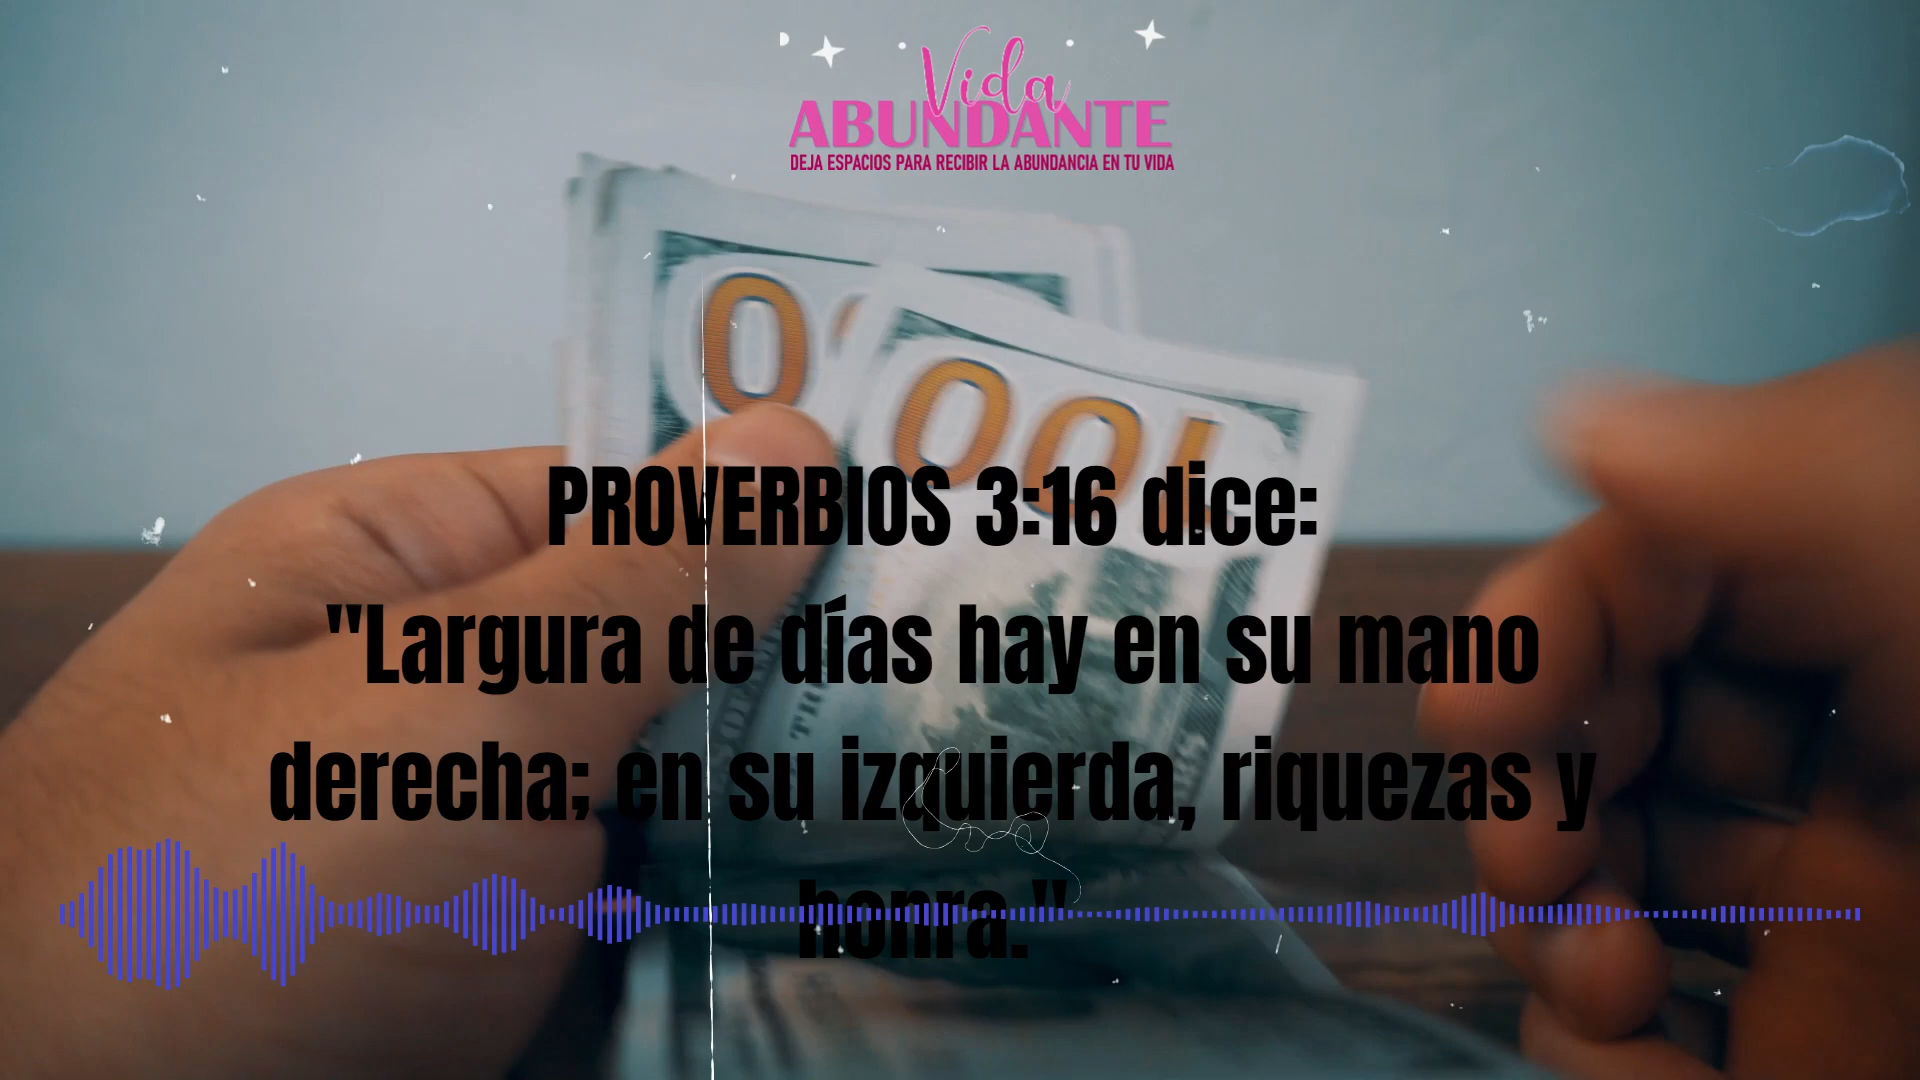 Vida
ABUNDANTE
DEJA ESPACIOS PARA RECIBIR LA ABUNDANCIA EN TU VIDA
PROVERBIOS 3:16 dice:
"Largura de días hay en su mano
derecha; en su izquierda, riquezas y
honra."